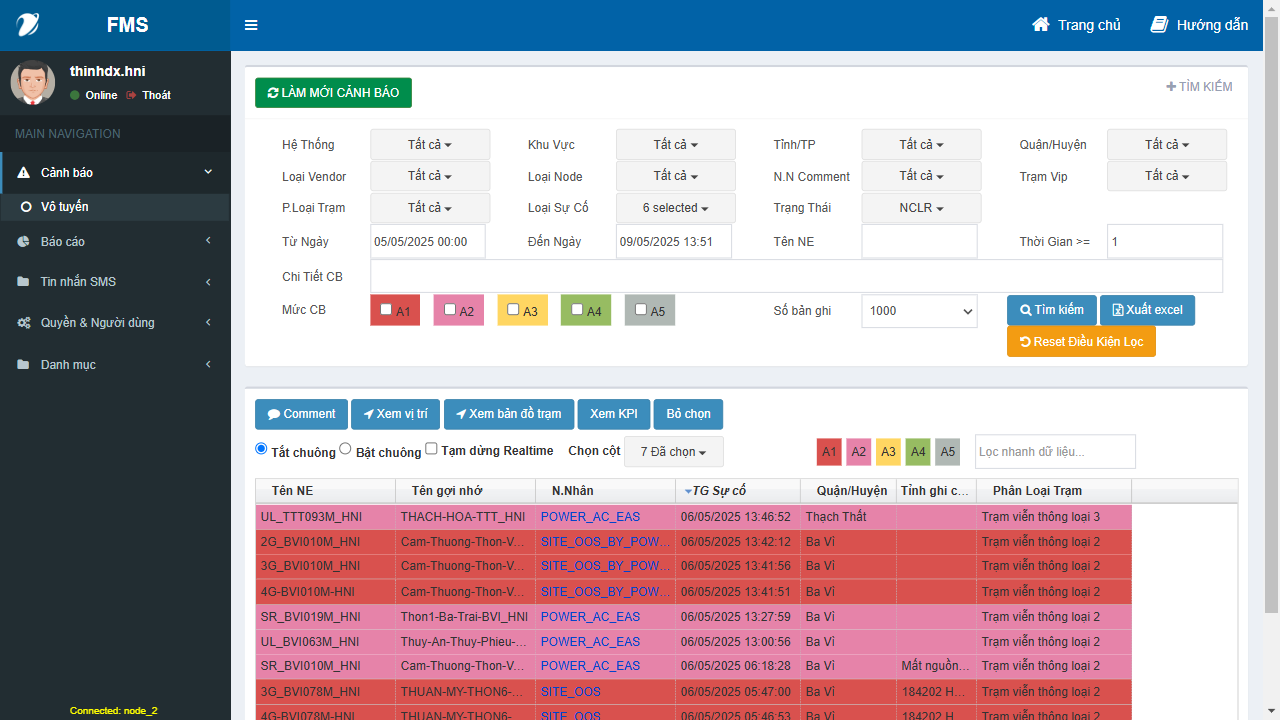 FMS
Trang chủ
Hướng dẫn
thinhdx.hni
Online Thoát
MAIN NAVIGATION
Cảnh báo
Vô tuyến
Báo cáo
Tin nhắn SMS
Quyền & Người dùng
Danh mục
Connected: node_2
LÀM MỚI CẢNH BÁO
TÌM KIẾM
Hệ Thống Tất cả Khu Vực Tất cả Tỉnh/TP Tất cả Quận/Huyện Tất cả
Loại Vendor Tất cả Loại Node Tất cả N.N Comment Tất cả Trạm Vip Tất cả
P.Loại Trạm Tất cả Loại Sự Cố 6 selected Trạng Thái NCLR
Từ Ngày 05/05/2025 00:00 Đến Ngày 09/05/2025 13:51 Tên NE Thời Gian >= 1
Chi Tiết CB
Mức CB A1 A2 A3 A4 A5 Số bản ghi 1000 Tìm kiếm Xuất excel
Reset Điều Kiện Lọc
Comment Xem vị trí Xem bản đồ trạm Xem KPI Bỏ chọn
Tắt chuông Bật chuông Tạm dừng Realtime Chọn cột 7 Đã chọn A1 A2 A3 A4 A5 Lọc nhanh dữ liệu...
Tên NE Tên gợi nhớ N.Nhân TG Sự cố Quận/Huyện Tỉnh ghi c... Phân Loại Trạm
UL_TTT093M_HNI THACH-HOA-TTT_HNI POWER_AC_EAS 06/05/2025 13:46:52 Thạch Thất Trạm viễn thông loại 3
2G_BVI010M_HNI Cam-Thuong-Thon-V... SITE_OOS_BY_POW... 06/05/2025 13:42:12 Ba Vì Trạm viễn thông loại 2
3G_BVI010M_HNI Cam-Thuong-Thon-V... SITE_OOS_BY_POW... 06/05/2025 13:41:56 Ba Vì Trạm viễn thông loại 2
4G-BVI010M-HNI Cam-Thuong-Thon-V... SITE_OOS_BY_POW... 06/05/2025 13:41:51 Ba Vì Trạm viễn thông loại 2
SR_BVI019M_HNI Thon1-Ba-Trai-BVI_HNI POWER_AC_EAS 06/05/2025 13:27:59 Ba Vì Trạm viễn thông loại 2
UL_BVI063M_HNI Thuy-An-Thuy-Phieu-... POWER_AC_EAS 06/05/2025 13:00:56 Ba Vì Trạm viễn thông loại 2
SR_BVI010M_HNI Cam-Thuong-Thon-V... POWER_AC_EAS 06/05/2025 06:18:28 Ba Vì Mất nguồn... Trạm viễn thông loại 2
3G_BVI078M_HNI THUAN-MY-THON6-... SITE_OOS 06/05/2025 05:47:00 Ba Vì 184202 H... Trạm viễn thông loại 2
4G-BVI078M-HNI THUAN-MY-THON6-... SITE_OOS 06/05/2025 05:46:53 Ba Vì 184202 H... Trạm viễn thông loại 2